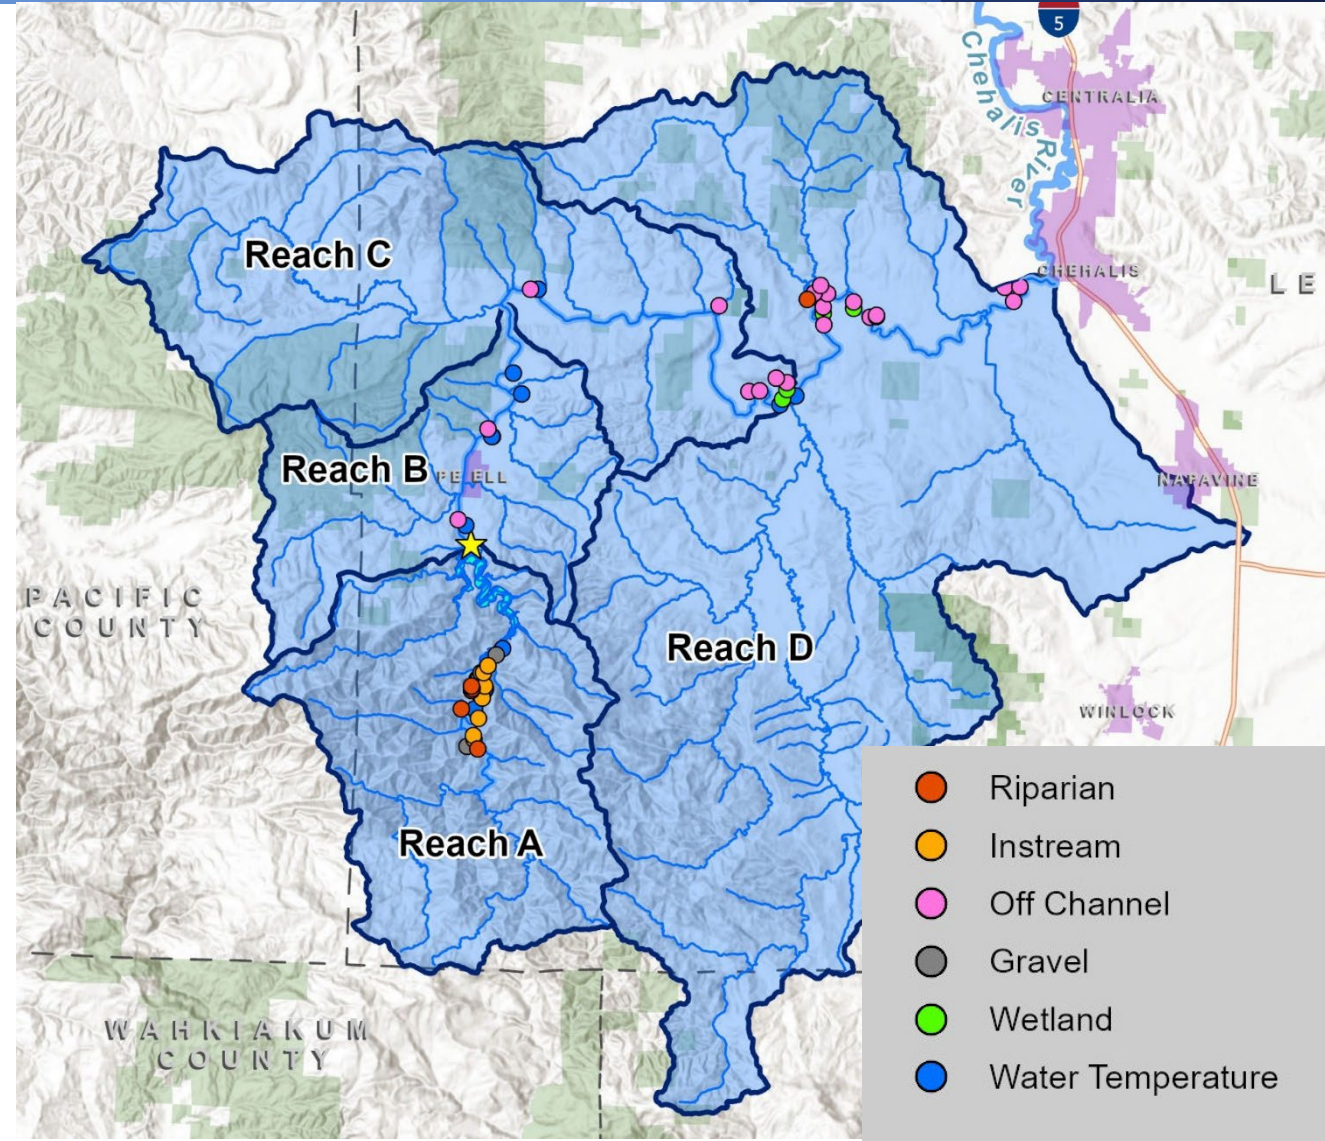 5
Chehalis River
CENTRALIA
Reach C
CHEHALIS
LE
Reach B
PE ELL
NAPAVINE
PACIFIC
COUNTY
Reach D
WINLOCK
Reach A
Riparian
Instream
Off Channel
Gravel
Wetland
Water Temperature
WAHKIAKUM
COUNTY